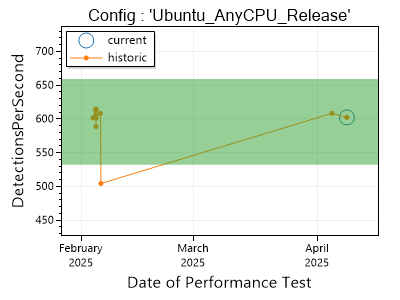 Config : 'Ubuntu_AnyCPU_Release'
current
historic
DetectionsPerSecond
700
650
600
550
500
450
February
2025
March
2025
April
2025
Date of Performance Test